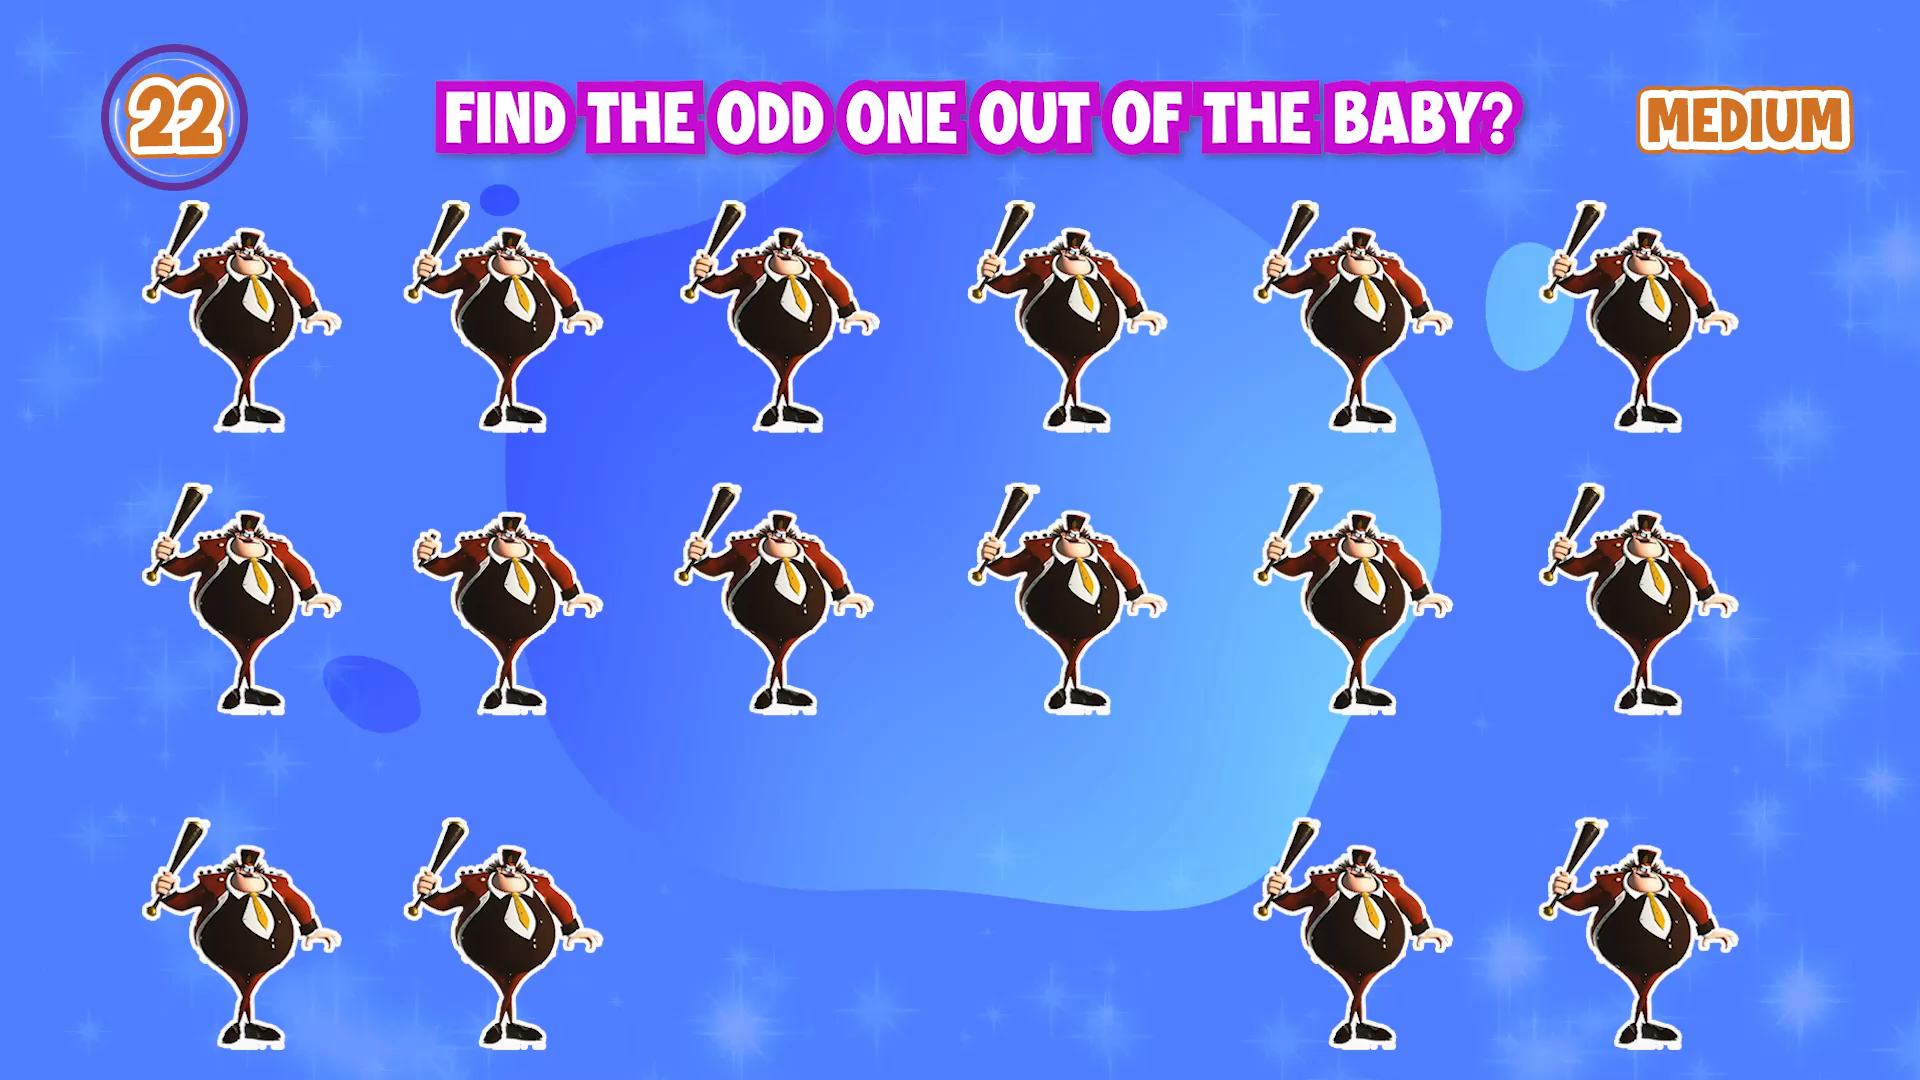 22
FIND THE ODD ONE OUT OF THE BABY?
MEDIUM